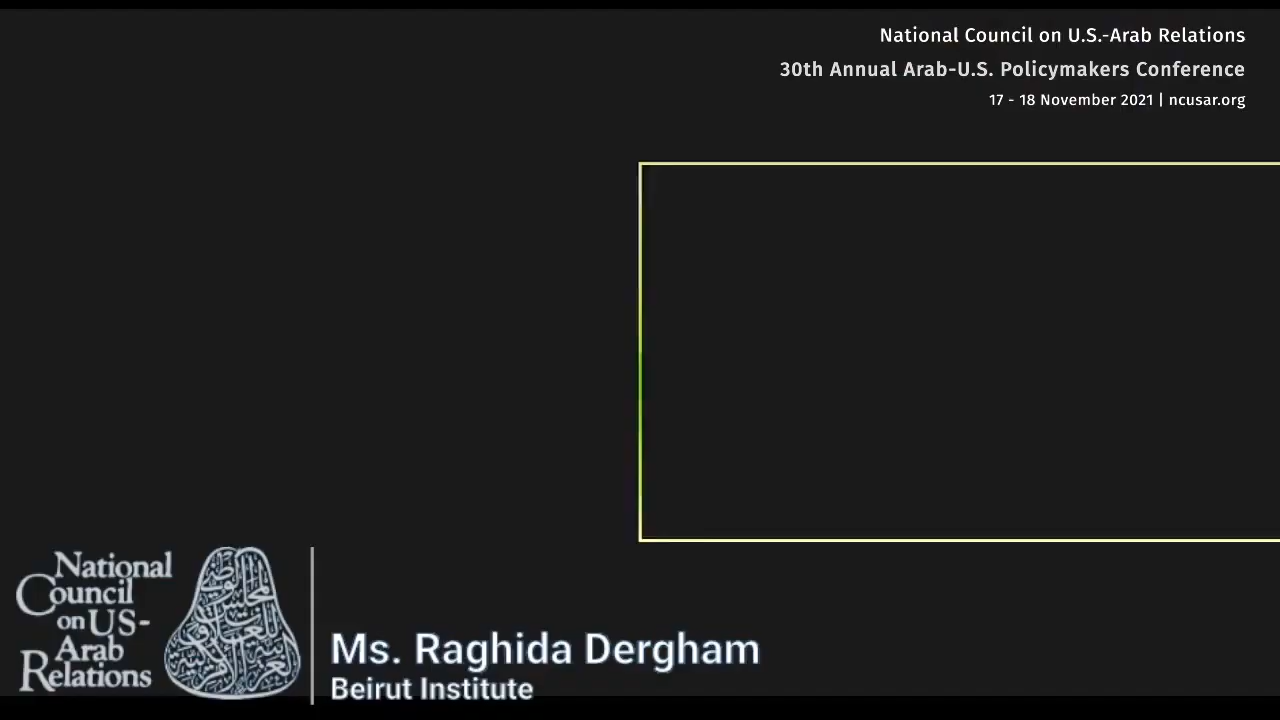 National Council on U.S.-Arab Relations
30th Annual Arab-U.S. Policymakers Conference
17 - 18 November 2021 | ncusar.org
National
Council
on US-
Arab
Relations
Ms. Raghida Dergham
Beirut Institute